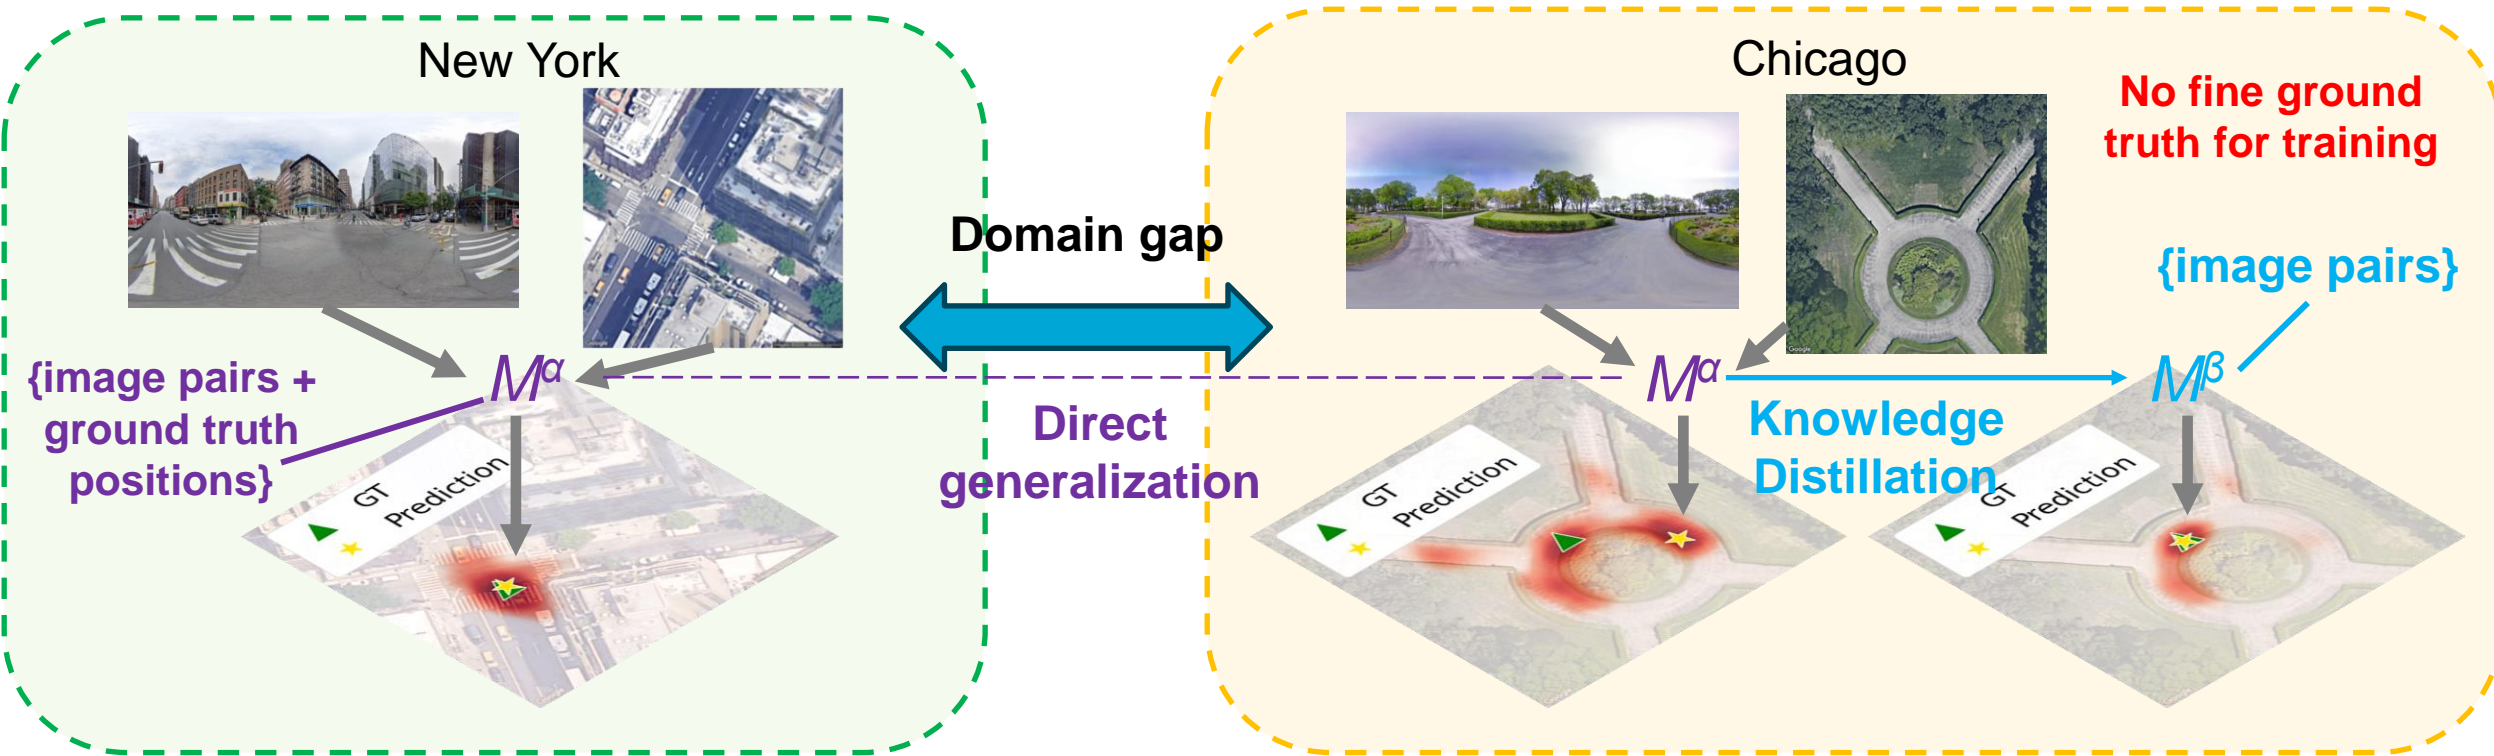 New York
{image pairs +
ground truth
positions}
Mα
GT
Prediction
Domain gap
Direct
generalization
Chicago
No fine ground
truth for training
{image pairs}
Google
Mα
Knowledge
Distillation
Mβ
GT
Prediction
GT
Prediction